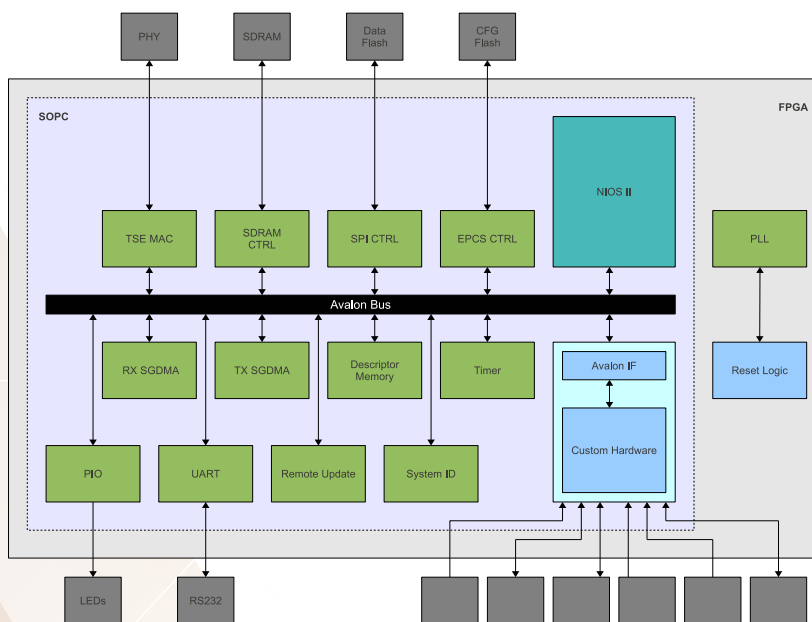 PHY
SDRAM
Data
Flash
CFG
Flash
FPGA
SOPC
NIOS II
TSE MAC
SDRAM
CTRL
SPI CTRL
EPCS CTRL
PLL
Avalon Bus
RX SGDMA
TX SGDMA
Descriptor
Memory
Timer
Avalon IF
Reset Logic
Custom Hardware
PIO
UART
Remote Update
System ID
LEDs
RS232